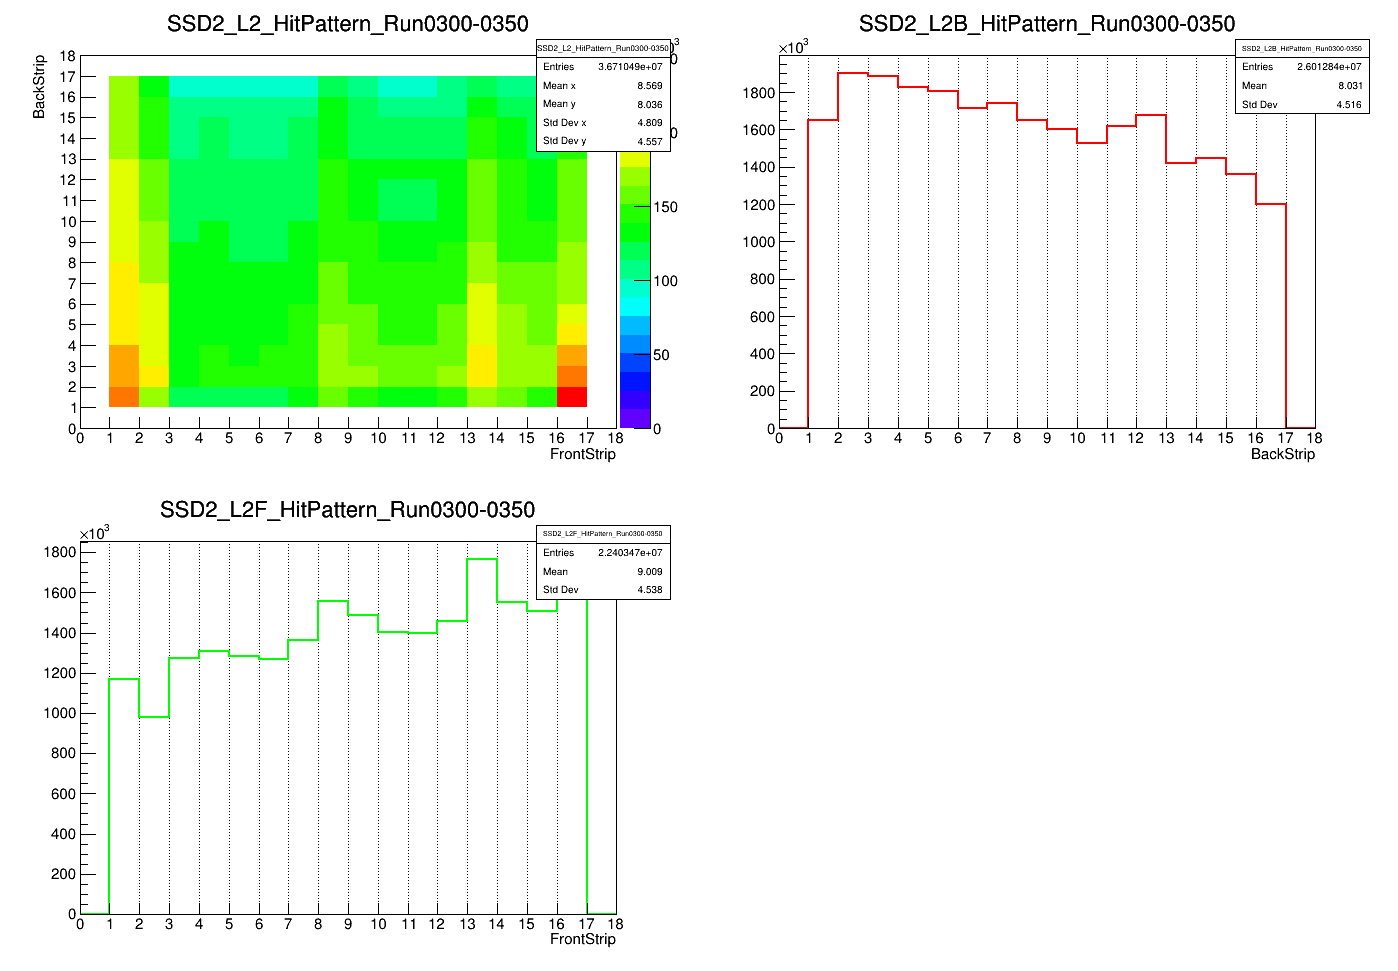 SSD2_L2_HitPattern_Run0300-0350
BackStrip
18
17
16
15
14
13
12
11
10
9
8
7
6
5
4
3
2
1
0
0 1 2 3 4 5 6 7 8 9 10 11 12 13 14 15 16 17 18
FrontStrip
SSD2_L2_HitPattern_Run0300-0350
Entries 3.671049e+07
Mean x 8.569
Mean y 8.036
Std Dev x 4.809
Std Dev y 4.557
150
100
50
0
SSD2_L2B_HitPattern_Run0300-0350
×10³
1800
1600
1400
1200
1000
800
600
400
200
0
0 1 2 3 4 5 6 7 8 9 10 11 12 13 14 15 16 17 18
BackStrip
SSD2_L2B_HitPattern_Run0300-0350
Entries 2.601284e+07
Mean 8.031
Std Dev 4.516
SSD2_L2F_HitPattern_Run0300-0350
×10³
1800
1600
1400
1200
1000
800
600
400
200
0
0 1 2 3 4 5 6 7 8 9 10 11 12 13 14 15 16 17 18
FrontStrip
SSD2_L2F_HitPattern_Run0300-0350
Entries 2.240347e+07
Mean 9.009
Std Dev 4.538